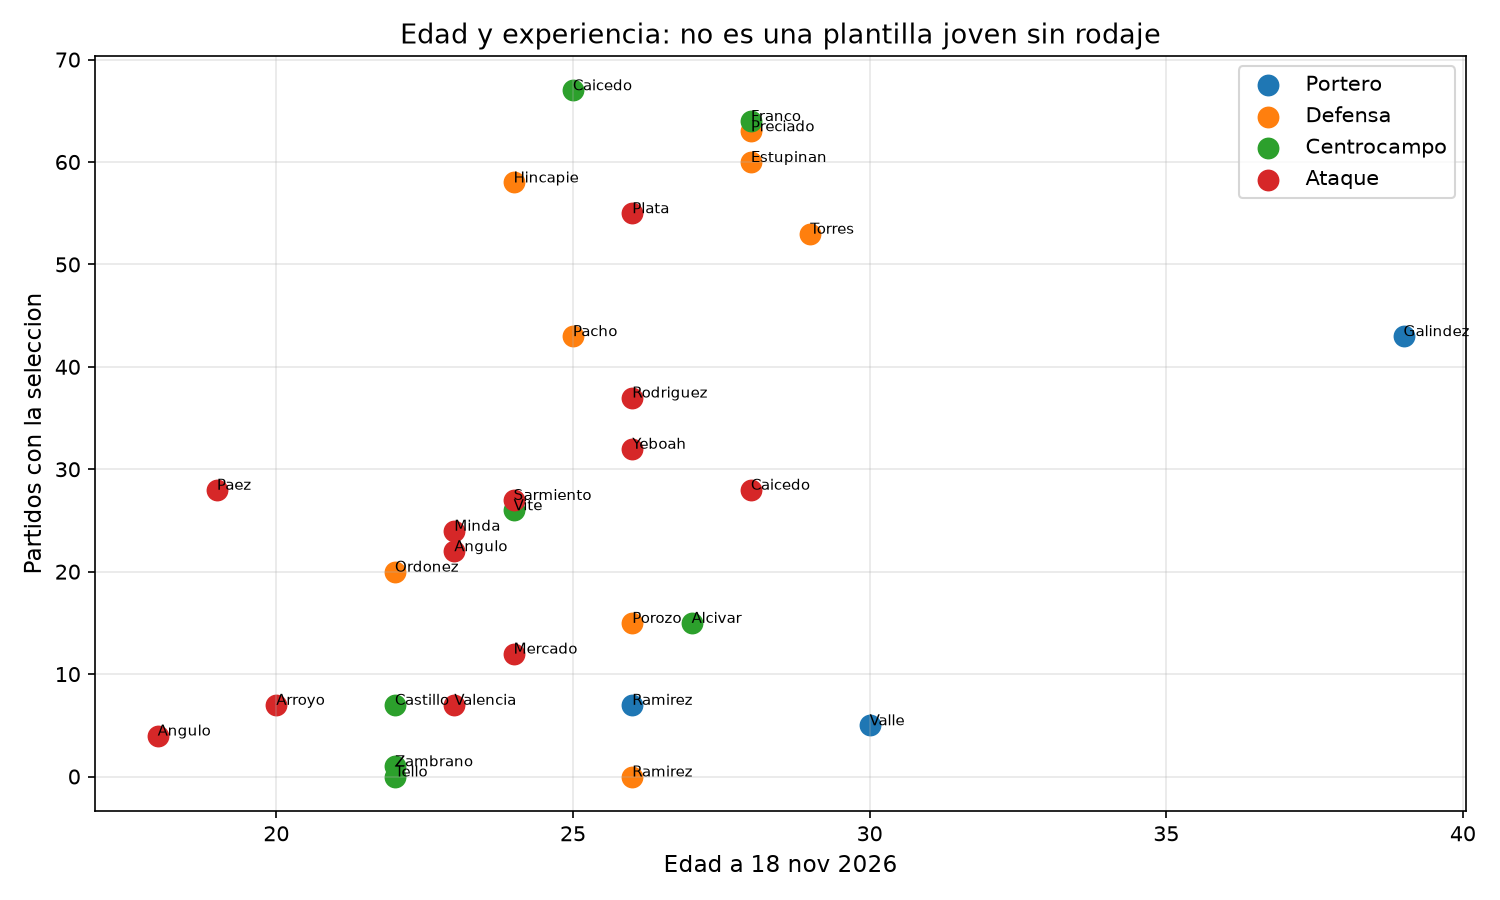 Edad y experiencia: no es una plantilla joven sin rodaje
Portero
Defensa
Centrocampo
Ataque
Partidos con la seleccion
70
60
50
40
30
20
10
0
Caicedo
Franco
Preciado
Estupinan
Hincapie
Plata
Torres
Pacho
Galindez
Rodriguez
Yeboah
Paez
Caicedo
Sarmiento
Vite
Minda
Angulo
Ordonez
Porozo
Alcivar
Mercado
Arroyo
Castillo
Valencia
Ramirez
Valle
Angulo
Zambrano
Tello
Ramirez
20
25
30
35
40
Edad a 18 nov 2026